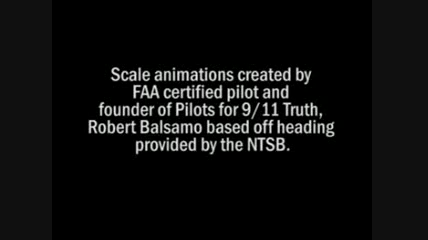 Scale animations created by
FAA certified pilot and
founder of Pilots for 9/11 Truth,
Robert Balsamo based off heading
provided by the NTSB.